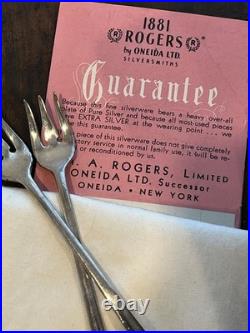 1881
® ROGERS ®
by ONEIDA LTD.
SILVERSMITHS
Guarantee
Because this fine silverware bears a heavy over-all
plate of Pure Silver and because all most-used pieces
have EXTRA SILVER at the wearing point -- we
this guarantee.
piece of this silverware does not give completely
factory service in normal family use, it will be re-
or reconditioned by us.
A. ROGERS, LIMITED
ONEIDA LTD. Successor
ONEIDA • NEW YORK